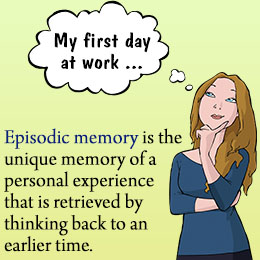 My first day
at work ...
Episodic memory is the
unique memory of a
personal experience
that is retrieved by
thinking back to an
earlier time.